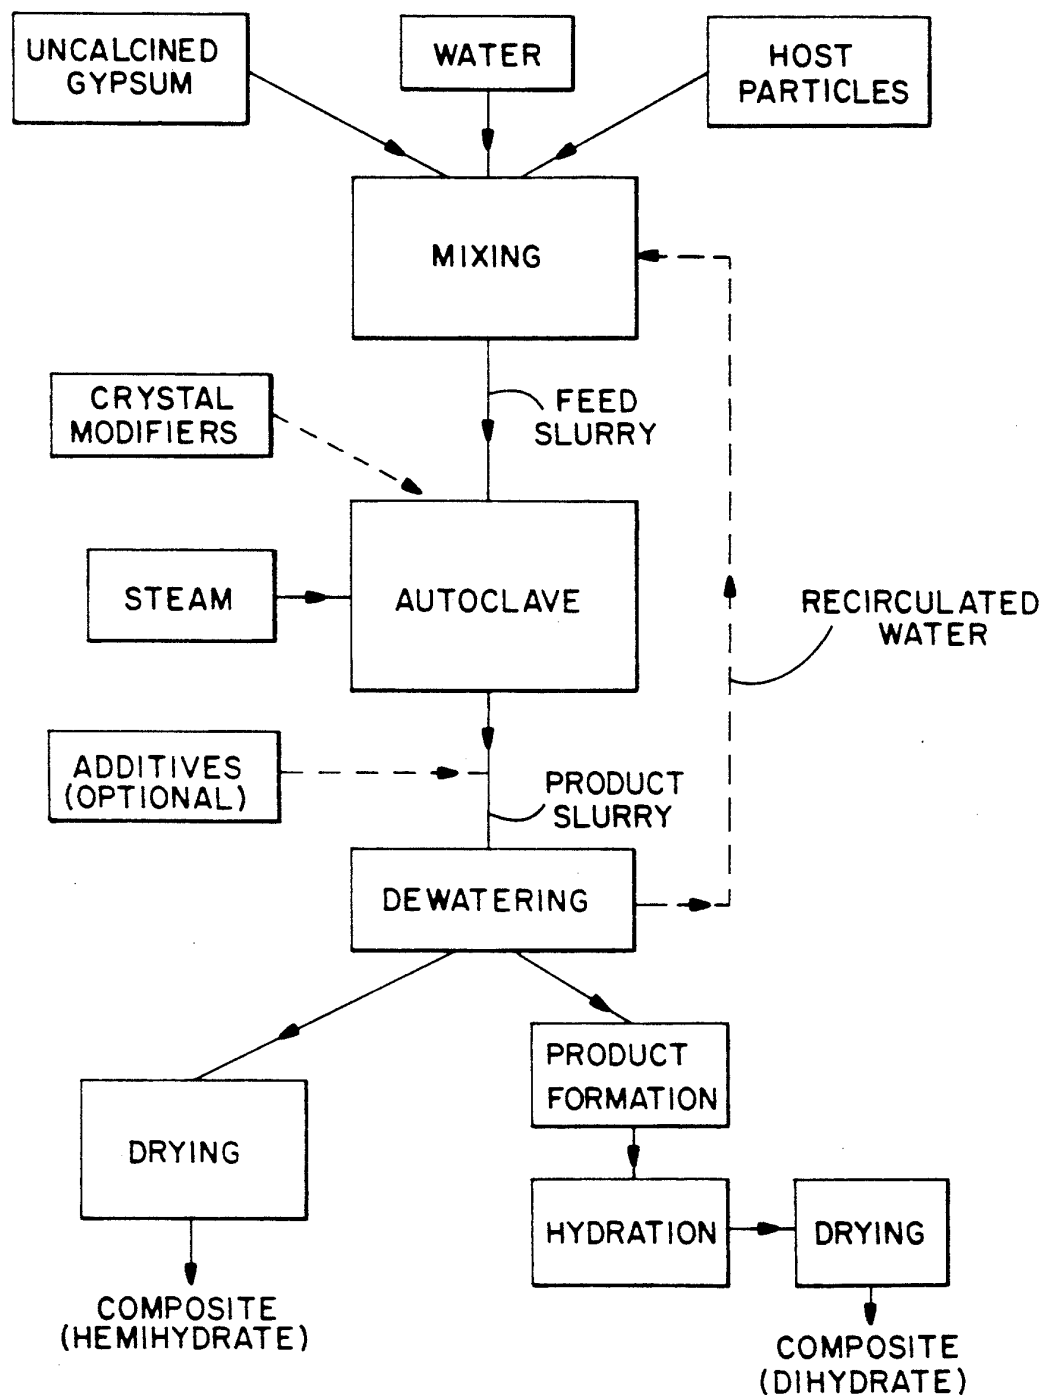 UNCALCINED
GYPSUM
WATER
HOST
PARTICLES
MIXING
CRYSTAL
MODIFIERS
FEED
SLURRY
STEAM
AUTOCLAVE
RECIRCULATED
WATER
ADDITIVES
(OPTIONAL)
PRODUCT
SLURRY
DEWATERING
PRODUCT
FORMATION
DRYING
HYDRATION
DRYING
COMPOSITE
(HEMIHYDRATE)
COMPOSITE
(DIHYDRATE)